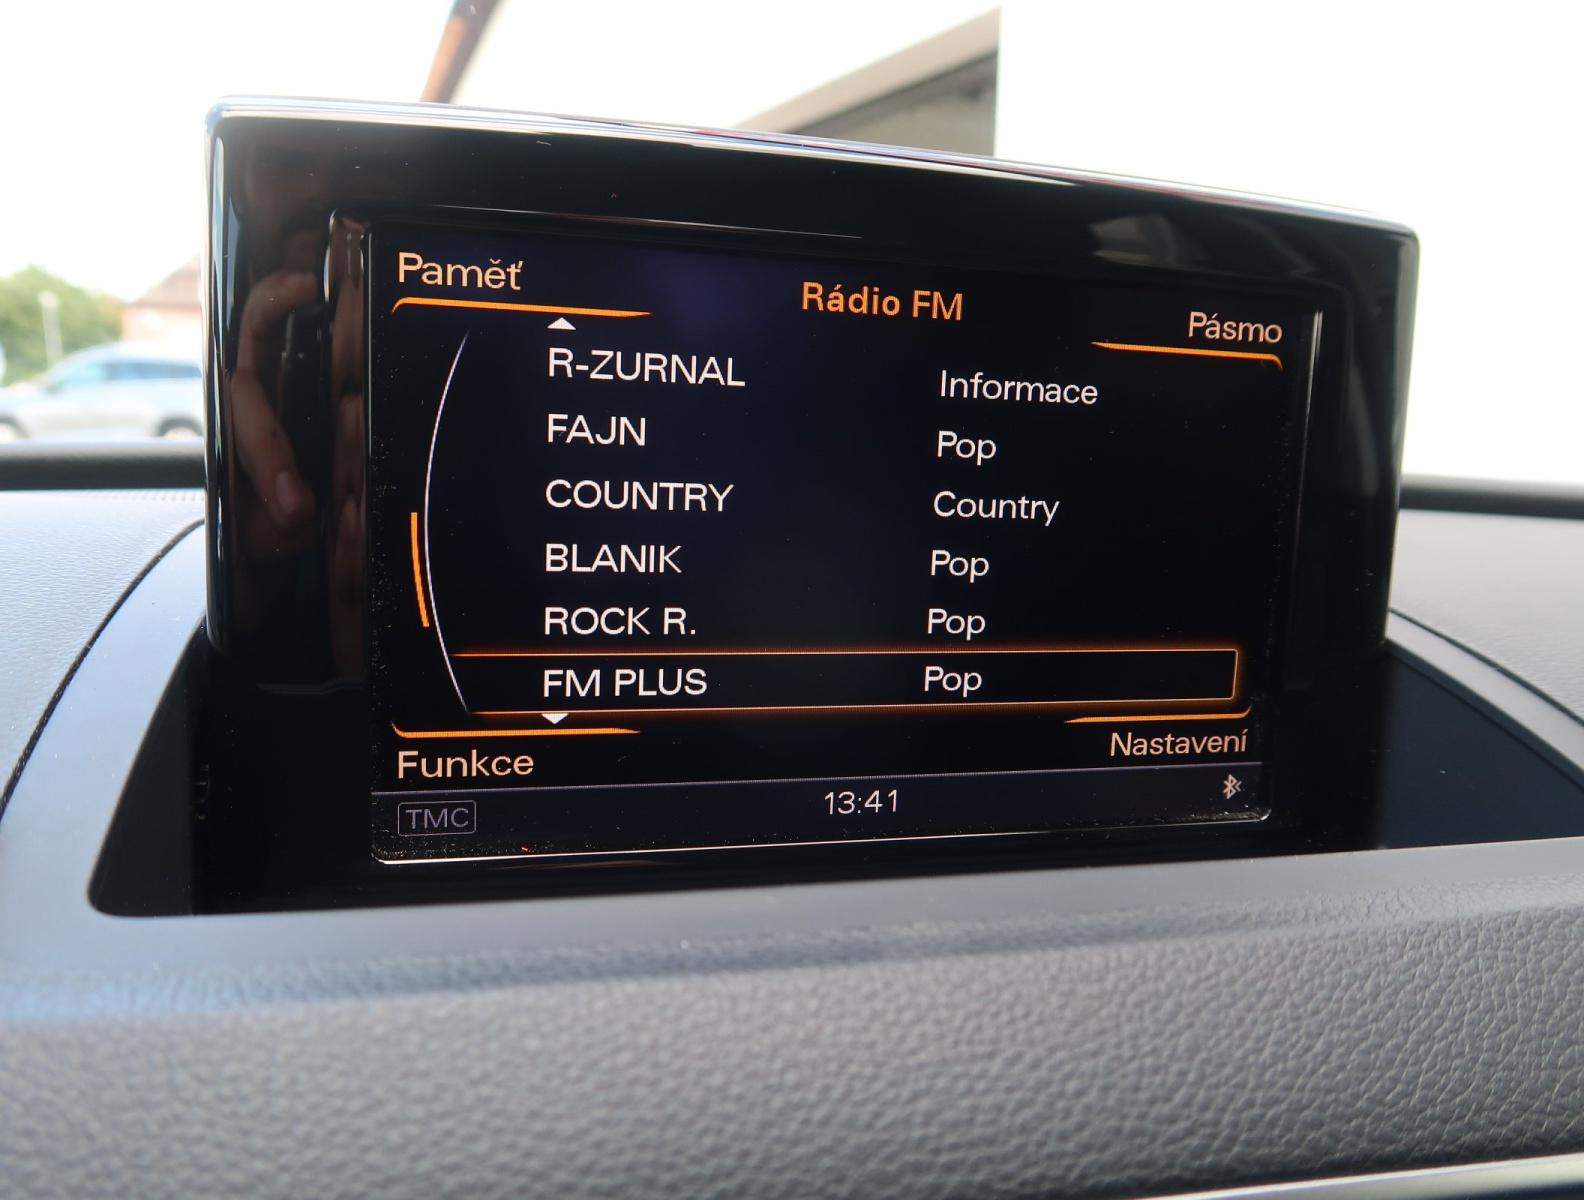 Paměť
Rádio FM
Pásmo
R-ZURNAL Informace
FAJN Pop
COUNTRY Country
BLANIK Pop
ROCK R. Pop
FM PLUS Pop
Funkce
Nastavení
TMC
13:41